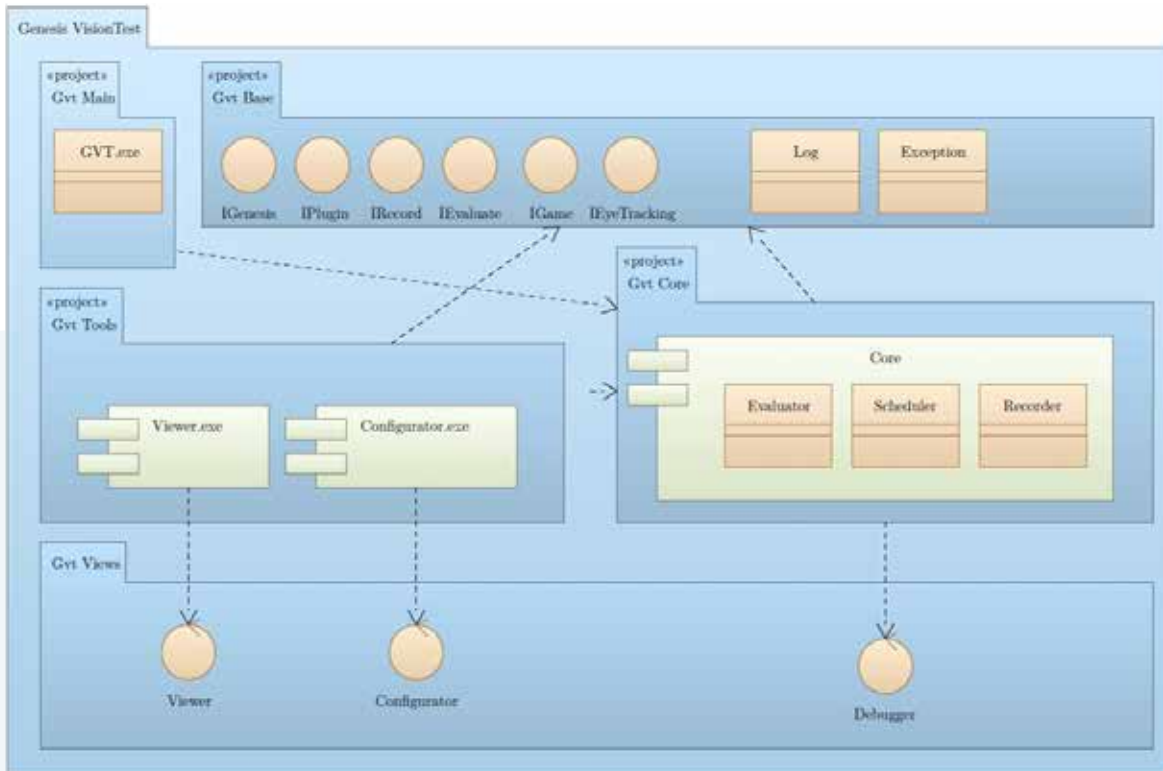 Genesis VisionTest
«project»
Gvt Main
GVT.exe
«project»
Gvt Base
IGenesis
IPlugin
IRecord
IEvaluate
IGame
IEyeTracking
Log
Exception
«project»
Gvt Tools
Viewer.exe
Configurator.exe
«project»
Gvt Core
Core
Evaluator
Scheduler
Recorder
Gvt Views
Viewer
Configurator
Debugger